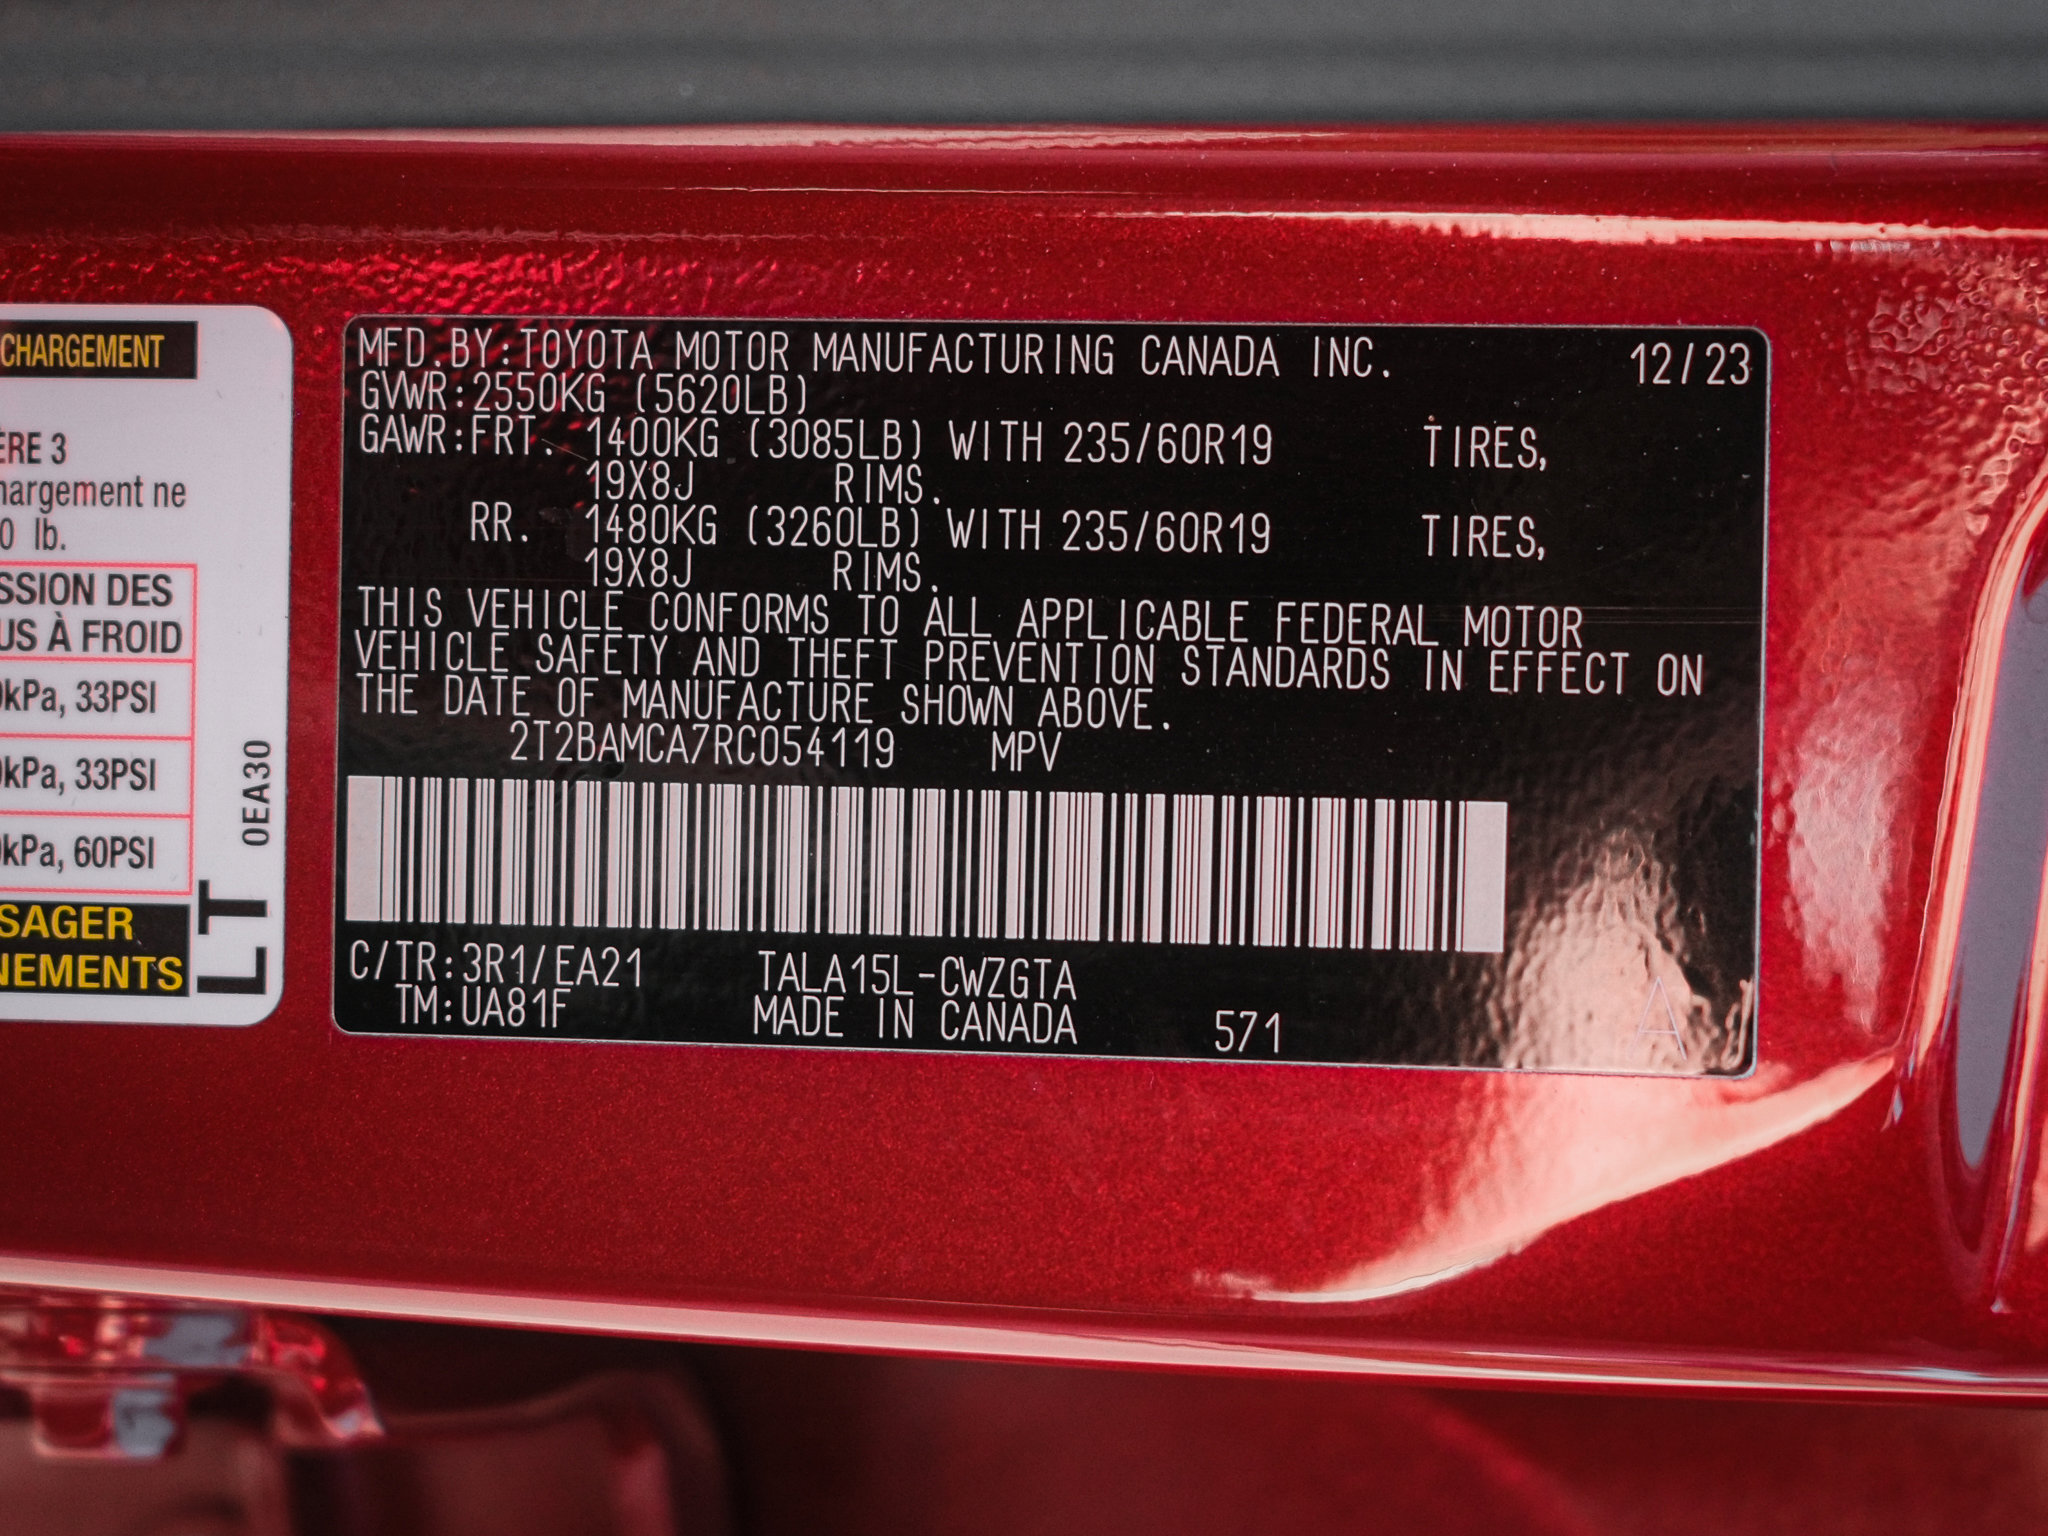 CHARGEMENT
ÈRE 3
hargement ne
0 lb.
SSION DES
US À FROID
0kPa, 33PSI
0kPa, 33PSI
0kPa, 60PSI
SAGER
NEMENTS
LT
0EA30
MFD.BY:TOYOTA MOTOR MANUFACTURING CANADA INC. 12/23
GVWR:2550KG (5620LB)
GAWR:FRT. 1400KG (3085LB) WITH 235/60R19 TIRES,
19X8J RIMS.
RR. 1480KG (3260LB) WITH 235/60R19 TIRES,
19X8J RIMS.
THIS VEHICLE CONFORMS TO ALL APPLICABLE FEDERAL MOTOR
VEHICLE SAFETY AND THEFT PREVENTION STANDARDS IN EFFECT ON
THE DATE OF MANUFACTURE SHOWN ABOVE.
2T2BAMCA7RC054119 MPV
C/TR:3R1/EA21 TALA15L-CWZGTA
TM:UA81F MADE IN CANADA 571 A